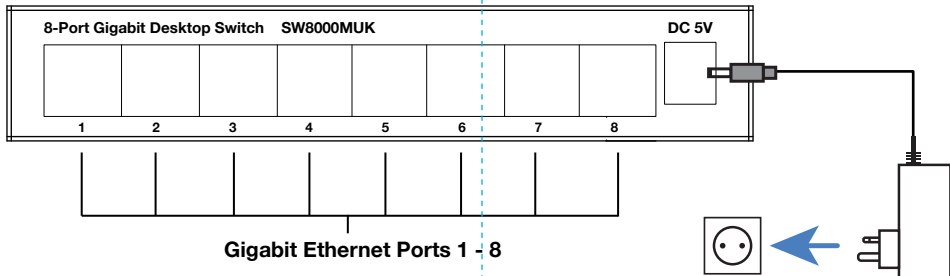 8-Port Gigabit Desktop Switch SW8000MUK DC 5V
1 2 3 4 5 6 7 8
Gigabit Ethernet Ports 1 - 8